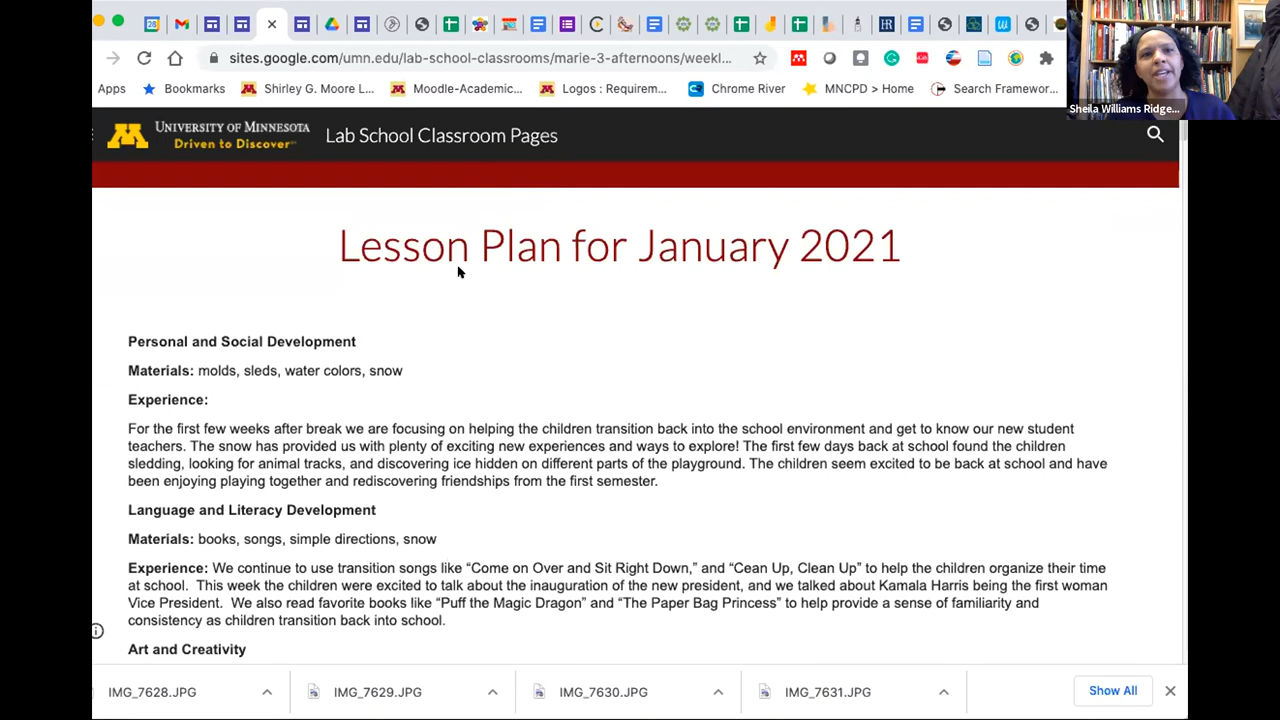 sites.google.com/umn.edu/lab-school-classrooms/marie-3-afternoons/weekl...
Apps
Bookmarks
Shirley G. Moore L...
Moodle-Academic...
Logos : Requirem...
Chrome River
MNCPD > Home
Search Framewor...
Sheila Williams Ridge...
UNIVERSITY OF MINNESOTA
Driven to Discover
Lab School Classroom Pages
Lesson Plan for January 2021
Personal and Social Development
Materials: molds, sleds, water colors, snow
Experience:
For the first few weeks after break we are focusing on helping the children transition back into the school environment and get to know our new student
teachers. The snow has provided us with plenty of exciting new experiences and ways to explore! The first few days back at school found the children
sledding, looking for animal tracks, and discovering ice hidden on different parts of the playground. The children seem excited to be back at school and have
been enjoying playing together and rediscovering friendships from the first semester.
Language and Literacy Development
Materials: books, songs, simple directions, snow
Experience: We continue to use transition songs like “Come on Over and Sit Right Down,” and “Cean Up, Clean Up” to help the children organize their time
at school. This week the children were excited to talk about the inauguration of the new president, and we talked about Kamala Harris being the first woman
Vice President. We also read favorite books like “Puff the Magic Dragon” and “The Paper Bag Princess” to help provide a sense of familiarity and
consistency as children transition back into school.
Art and Creativity
IMG_7628.JPG
IMG_7629.JPG
IMG_7630.JPG
IMG_7631.JPG
Show All